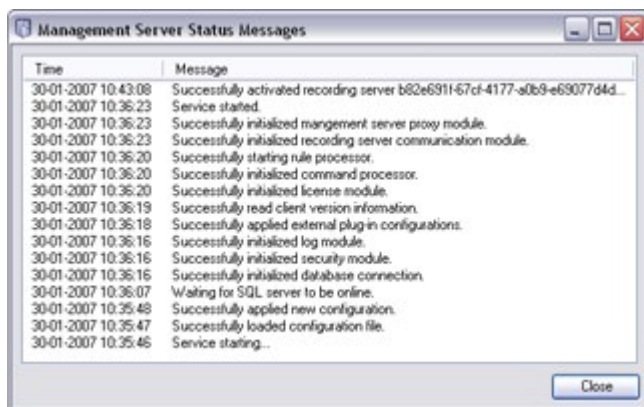 Management Server Status Messages
Time Message
30-01-2007 10:43:08 Successfully activated recording server b82e691f-67cf-4177-a0b9-e69077d4d...
30-01-2007 10:36:23 Service started.
30-01-2007 10:36:23 Successfully initialized mangement server proxy module.
30-01-2007 10:36:23 Successfully initialized recording server communication module.
30-01-2007 10:36:20 Successfully starting rule processor.
30-01-2007 10:36:20 Successfully initialized command processor.
30-01-2007 10:36:20 Successfully initialized license module.
30-01-2007 10:36:19 Successfully read client version information.
30-01-2007 10:36:18 Successfully applied external plug-in configurations.
30-01-2007 10:36:16 Successfully initialized log module.
30-01-2007 10:36:16 Successfully initialized security module.
30-01-2007 10:36:16 Successfully initialized database connection.
30-01-2007 10:36:07 Waiting for SQL server to be online.
30-01-2007 10:35:48 Successfully applied new configuration.
30-01-2007 10:35:47 Successfully loaded configuration file.
30-01-2007 10:35:46 Service starting...
Close